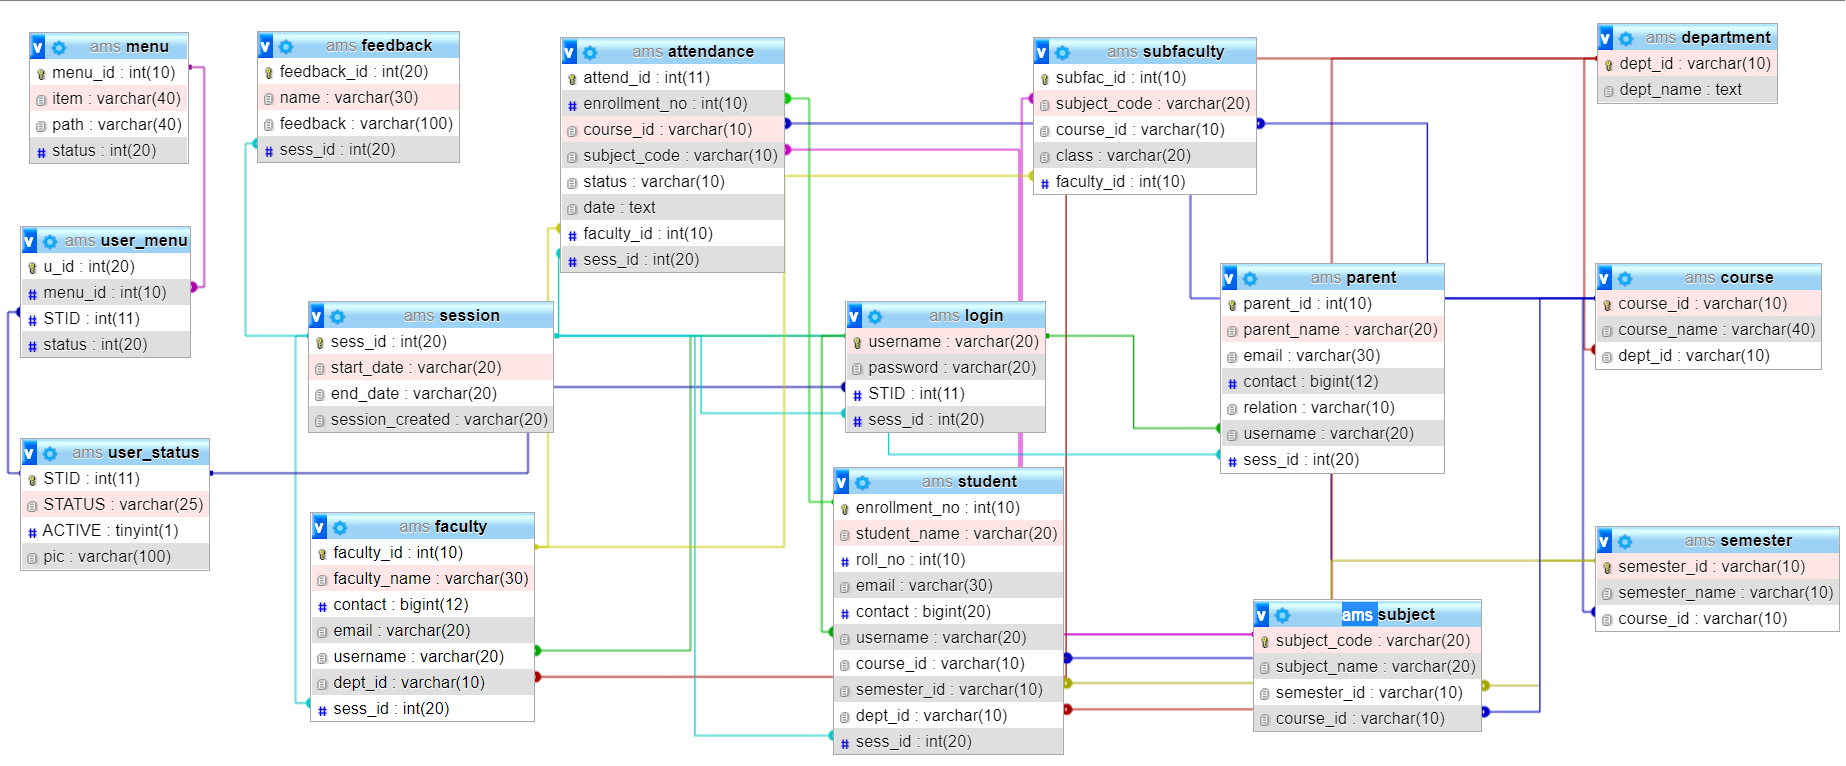 ams menu
menu_id : int(10)
item : varchar(40)
path : varchar(40)
status : int(20)
ams feedback
feedback_id : int(20)
name : varchar(30)
feedback : varchar(100)
sess_id : int(20)
ams attendance
attend_id : int(11)
enrollment_no : int(10)
course_id : varchar(10)
subject_code : varchar(10)
status : varchar(10)
date : text
faculty_id : int(10)
sess_id : int(20)
ams subfaculty
subfac_id : int(10)
subject_code : varchar(20)
course_id : varchar(10)
class : varchar(20)
faculty_id : int(10)
ams department
dept_id : varchar(10)
dept_name : text
ams user_menu
u_id : int(20)
menu_id : int(10)
STID : int(11)
status : int(20)
ams session
sess_id : int(20)
start_date : varchar(20)
end_date : varchar(20)
session_created : varchar(20)
ams login
username : varchar(20)
password : varchar(20)
STID : int(11)
sess_id : int(20)
ams parent
parent_id : int(10)
parent_name : varchar(20)
email : varchar(30)
contact : bigint(12)
relation : varchar(10)
username : varchar(20)
sess_id : int(20)
ams course
course_id : varchar(10)
course_name : varchar(40)
dept_id : varchar(10)
ams user_status
STID : int(11)
STATUS : varchar(25)
ACTIVE : tinyint(1)
pic : varchar(100)
ams faculty
faculty_id : int(10)
faculty_name : varchar(30)
contact : bigint(12)
email : varchar(20)
username : varchar(20)
dept_id : varchar(10)
sess_id : int(20)
ams student
enrollment_no : int(10)
student_name : varchar(20)
roll_no : int(10)
email : varchar(30)
contact : bigint(20)
username : varchar(20)
course_id : varchar(10)
semester_id : varchar(10)
dept_id : varchar(10)
sess_id : int(20)
ams subject
subject_code : varchar(20)
subject_name : varchar(20)
semester_id : varchar(10)
course_id : varchar(10)
ams semester
semester_id : varchar(10)
semester_name : varchar(10)
course_id : varchar(10)